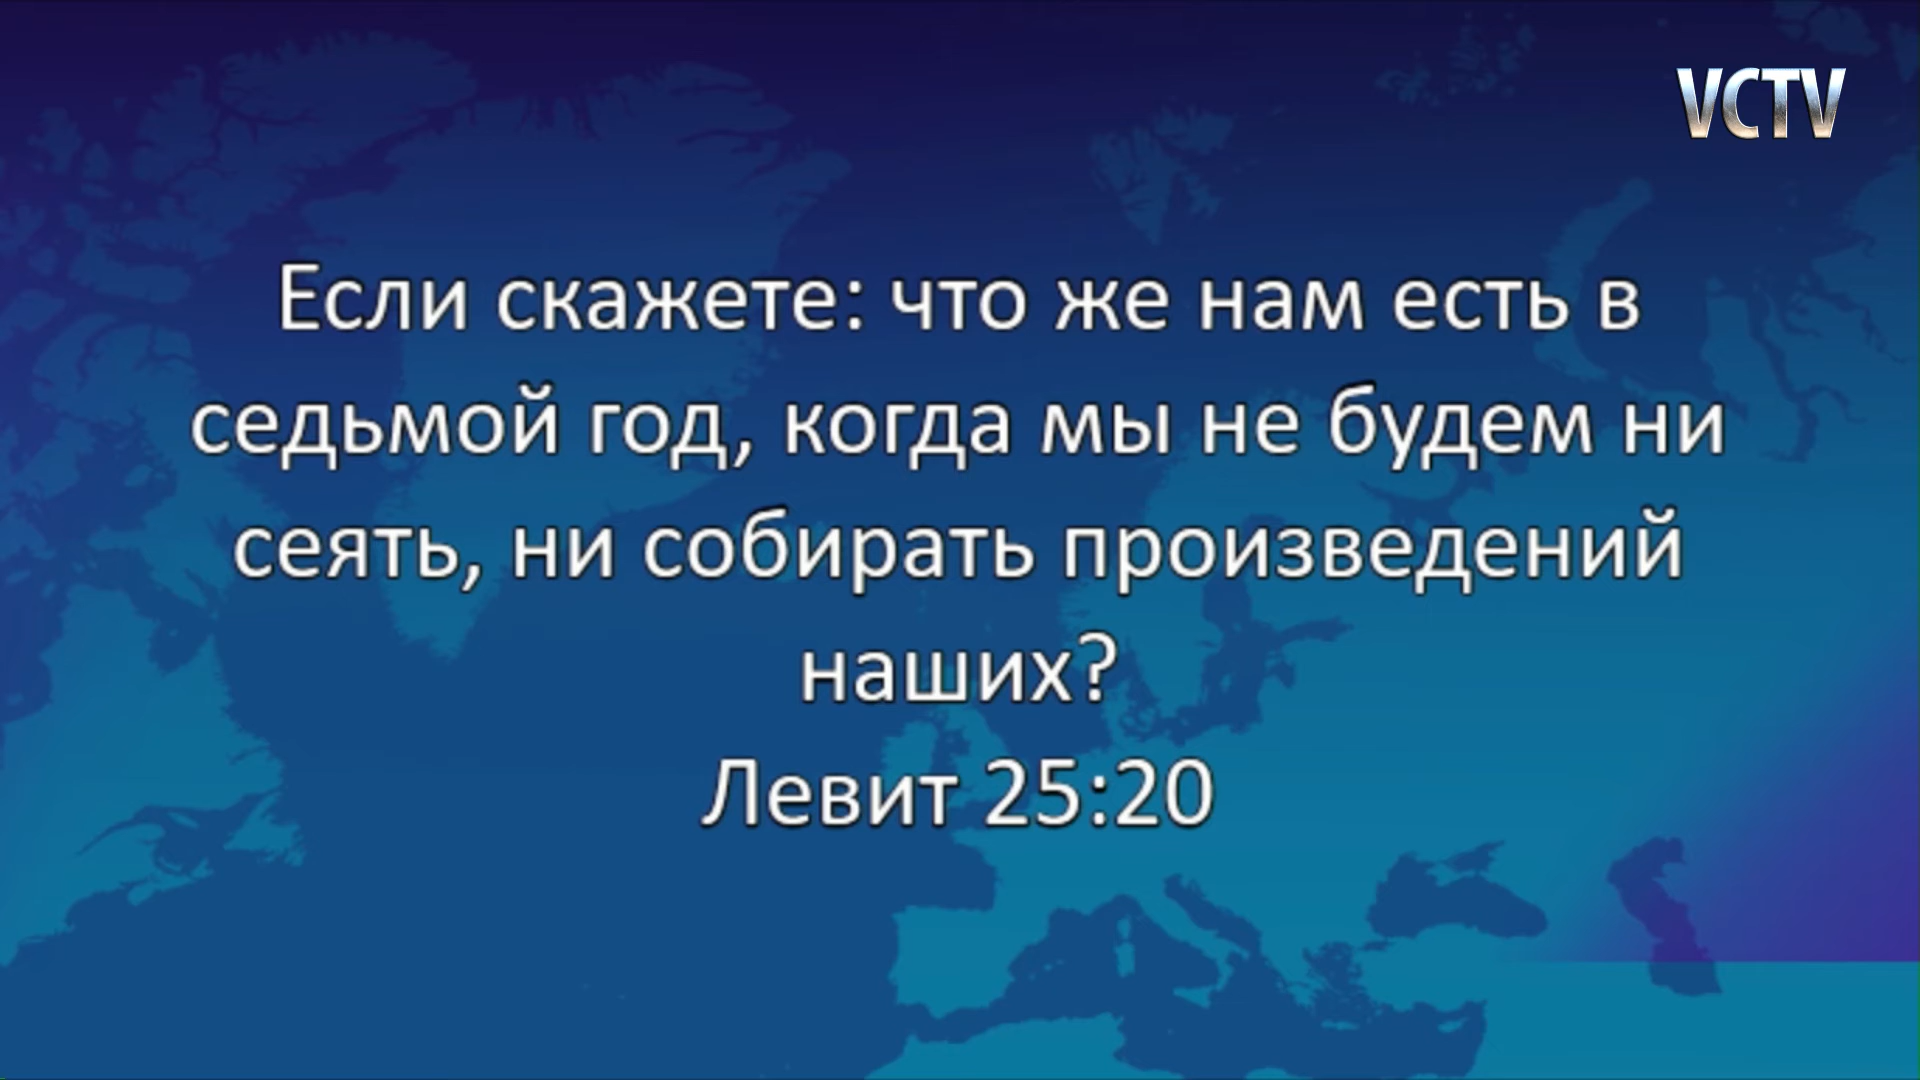 VCTV
Если скажете: что же нам есть в
седьмой год, когда мы не будем ни
сеять, ни собирать произведений
наших?
Левит 25:20